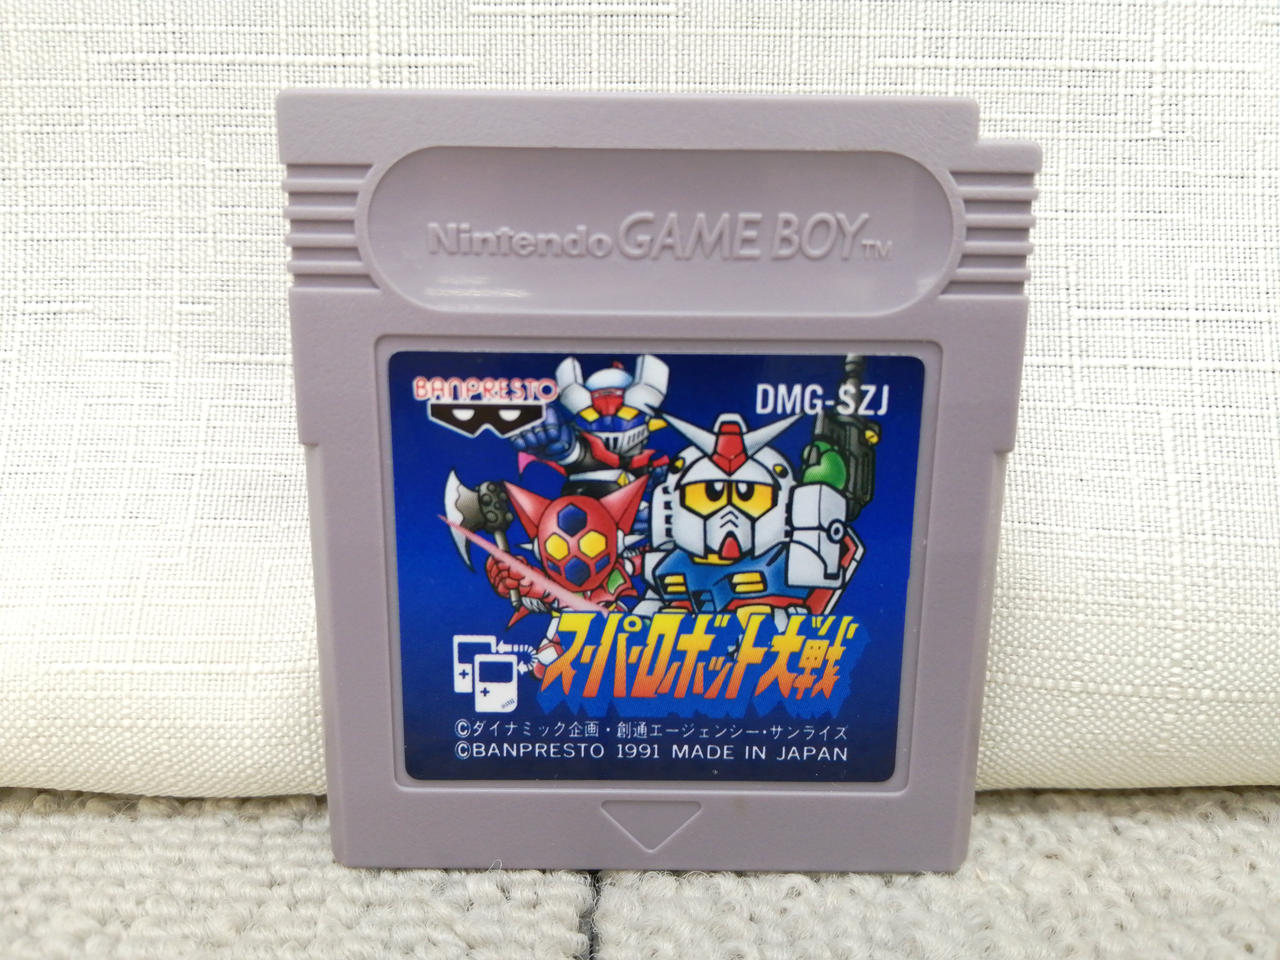 Nintendo GAME BOY TM
BANPRESTO
DMG-SZJ
スーパーロボット大戦
©ダイナミック企画・創通エージェンシー・サンライズ
©BANPRESTO 1991 MADE IN JAPAN